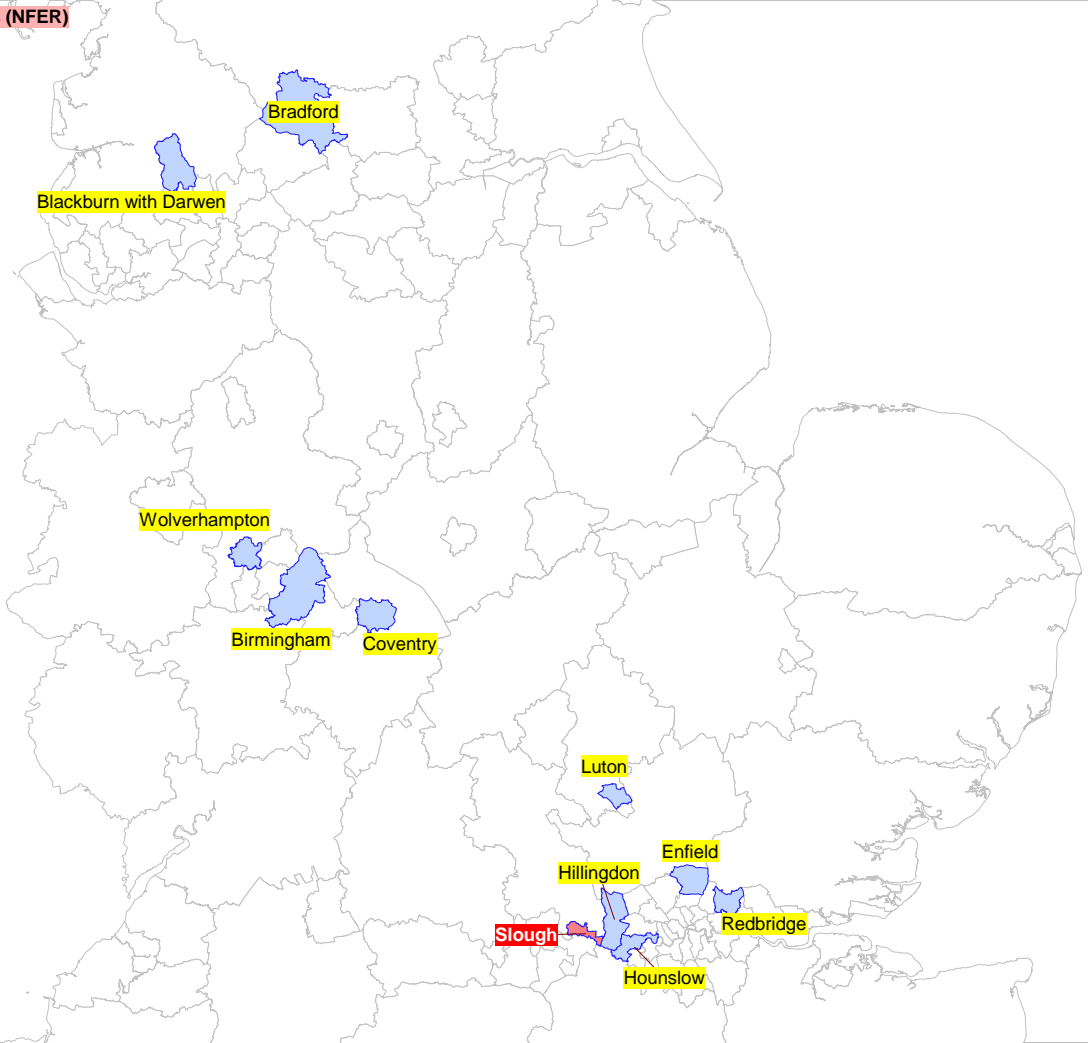 (NFER)
Bradford
Blackburn with Darwen
Wolverhampton
Birmingham
Coventry
Luton
Enfield
Hillingdon
Redbridge
Slough
Hounslow